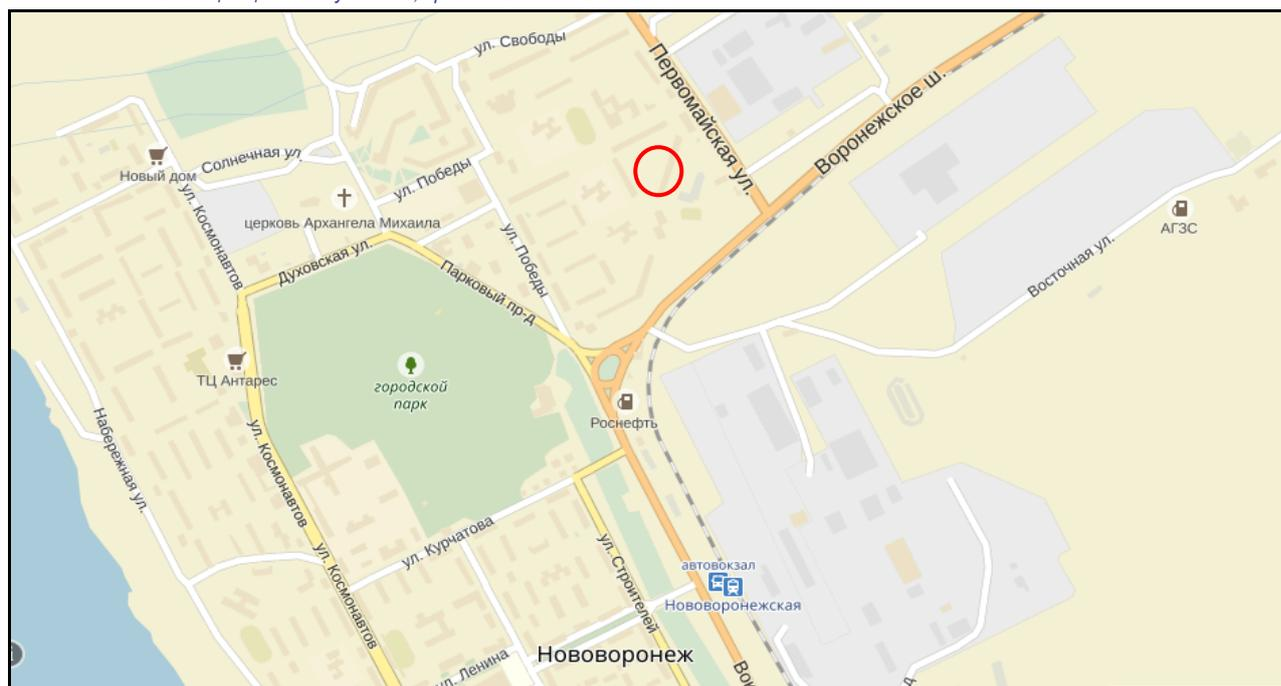 ул. Свободы
Первомайская ул.
Воронежское ш.
Новый дом
Солнечная ул.
ул. Победы
ул. Космонавтов
церковь Архангела Михаила
ул. Победы
АГЗС
Духовская ул.
Парковый пр-д
Восточная ул.
ТЦ Антарес
городской
парк
Роснефть
Набережная ул.
ул. Космонавтов
ул. Курчатова
ул. Космонавтов
ул. Строителей
автовокзал
Нововоронежская
Нововоронеж
ул. Ленина
Вок